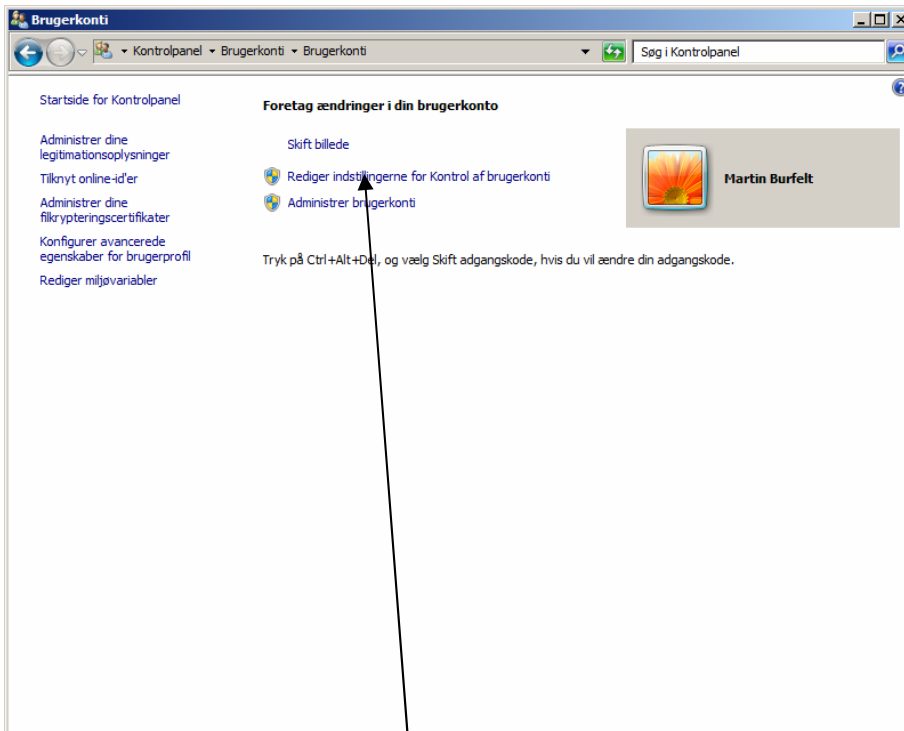 Brugerkonti
Kontrolpanel Brugerkonti Brugerkonti
Søg i Kontrolpanel
Startside for Kontrolpanel
Administrer dine
legitimationsoplysninger
Tilknyt online-id'er
Administrer dine
filkrypteringscertifikater
Konfigurer avancerede
egenskaber for brugerprofil
Rediger miljøvariabler
Foretag ændringer i din brugerkonto
Skift billede
Rediger indstillingerne for Kontrol af brugerkonti
Administrer brugerkonti
Martin Burfelt
Tryk på Ctrl+Alt+Del, og vælg Skift adgangskode, hvis du vil ændre din adgangskode.